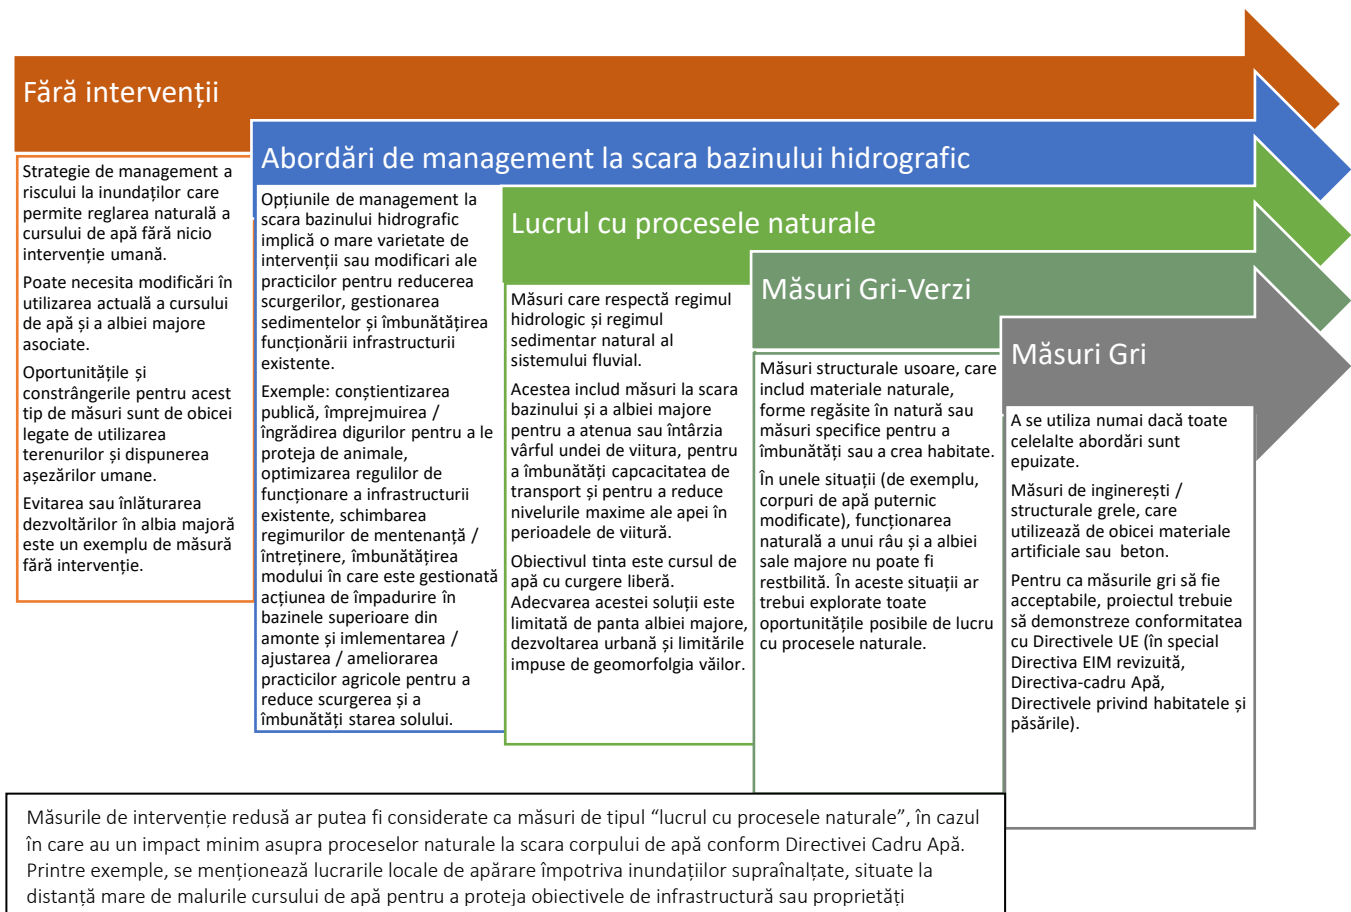 Fără intervenții
Strategie de management a
riscului la inundațiilor care
permite reglarea naturală a
cursului de apă fără nicio
intervenție umană.
Poate necesita modificări în
utilizarea actuală a cursului
de apă și a albiei majore
asociate.
Oportunitățile și
constrângerile pentru acest
tip de măsuri sunt de obicei
legate de utilizarea
terenurilor și dispunerea
așezărilor umane.
Evitarea sau înlăturarea
dezvoltărilor în albia majoră
este un exemplu de măsură
fără intervenție.
Abordări de management la scara bazinului hidrografic
Opțiunile de management la
scara bazinului hidrografic
implică o mare varietate de
intervenții sau modificari ale
practicilor pentru reducerea
scurgerilor, gestionarea
sedimentelor și îmbunătățirea
funcționării infrastructurii
existente.
Exemple: conștientizarea
publică, împrejmuirea /
îngrădirea digurilor pentru a le
proteja de animale,
optimizarea regulilor de
funcționare a infrastructurii
existente, schimbarea
regimurilor de mentenanță /
întreținere, îmbunătățirea
modului în care este gestionată
acțiunea de împadurire în
bazinele superioare din
amonte și imlementarea /
ajustarea / ameliorarea
practicilor agricole pentru a
reduce scurgerea și a
îmbunătăți starea solului.
Lucrul cu procesele naturale
Măsuri care respectă regimul
hidrologic și regimul
sedimentar natural al
sistemului fluvial.
Acestea includ măsuri la scara
bazinului și a albiei majore
pentru a atenua sau întârzia
vârful undei de viitura, pentru
a îmbunătăți capcacitatea de
transport și pentru a reduce
nivelurile maxime ale apei în
perioadele de viitură.
Obiectivul tinta este cursul de
apă cu curgere liberă.
Adecvarea acestei soluții este
limitată de panta albiei majore,
dezvoltarea urbană și limitările
impuse de geomorfolgia văilor.
Măsuri Gri-Verzi
Măsuri structurale usoare, care
includ materiale naturale,
forme regăsite în natură sau
măsuri specifice pentru a
îmbunătăți sau a crea habitate.
În unele situații (de exemplu,
corpuri de apă puternic
modificate), funcționarea
naturală a unui râu și a albiei
sale majore nu poate fi
restbilită. În aceste situații ar
trebui explorate toate
oportunitățile posibile de lucru
cu procesele naturale.
Măsuri Gri
A se utiliza numai dacă toate
celelalte abordări sunt
epuizate.
Măsuri de inginerești /
structurale grele, care
utilizează de obicei materiale
artificiale sau beton.
Pentru ca măsurile gri să fie
acceptabile, proiectul trebuie
să demonstreze conformitatea
cu Directivele UE (în special
Directiva EIM revizuită,
Directiva-cadru Apă,
Directivele privind habitatele și
păsările).
Măsurile de intervenție redusă ar putea fi considerate ca măsuri de tipul “lucrul cu procesele naturale”, în cazul
în care au un impact minim asupra proceselor naturale la scara corpului de apă conform Directivei Cadru Apă.
Printre exemple, se menționează lucrarile locale de apărare împotriva inundațiilor supraînalțate, situate la
distanță mare de malurile cursului de apă pentru a proteja obiectivele de infrastructură sau proprietăți